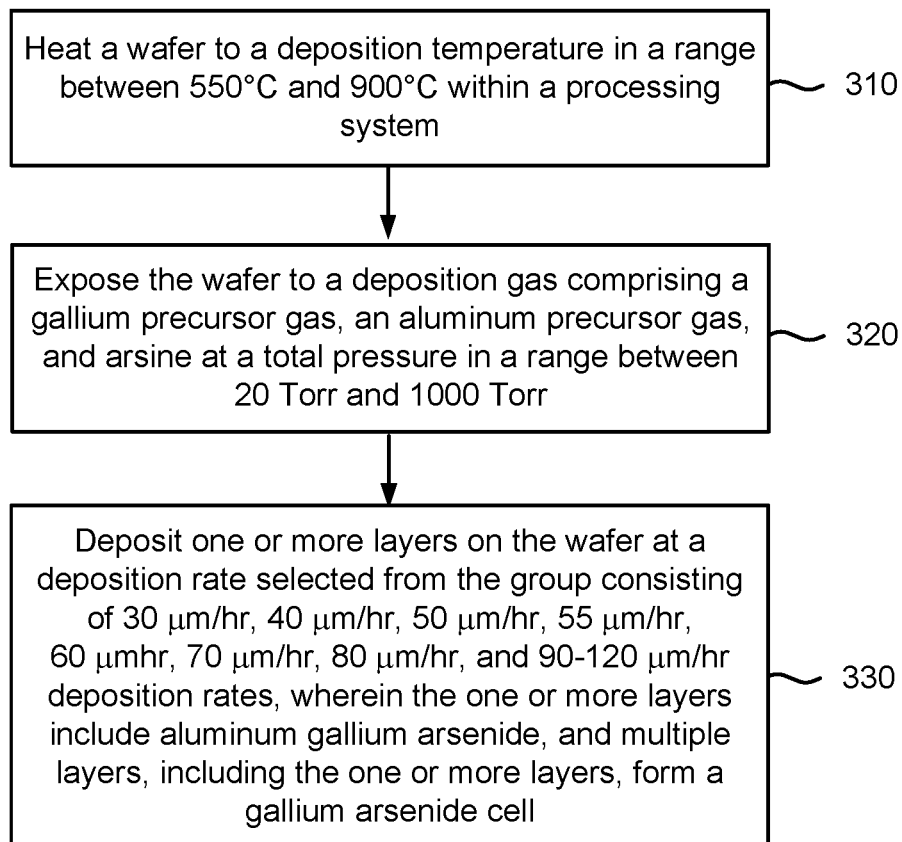 Heat a wafer to a deposition temperature in a range
between 550°C and 900°C within a processing
system
310
Expose the wafer to a deposition gas comprising a
gallium precursor gas, an aluminum precursor gas,
and arsine at a total pressure in a range between
20 Torr and 1000 Torr
320
Deposit one or more layers on the wafer at a
deposition rate selected from the group consisting
of 30 μm/hr, 40 μm/hr, 50 μm/hr, 55 μm/hr,
60 μmhr, 70 μm/hr, 80 μm/hr, and 90-120 μm/hr
deposition rates, wherein the one or more layers
include aluminum gallium arsenide, and multiple
layers, including the one or more layers, form a
gallium arsenide cell
330